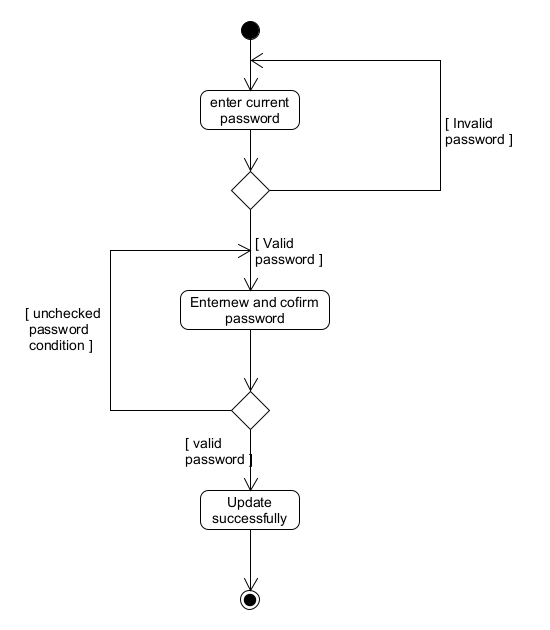 enter current
password
[ Invalid
password ]
[ Valid
password ]
Enternew and cofirm
password
[ unchecked
password
condition ]
[ valid
password ]
Update
successfully